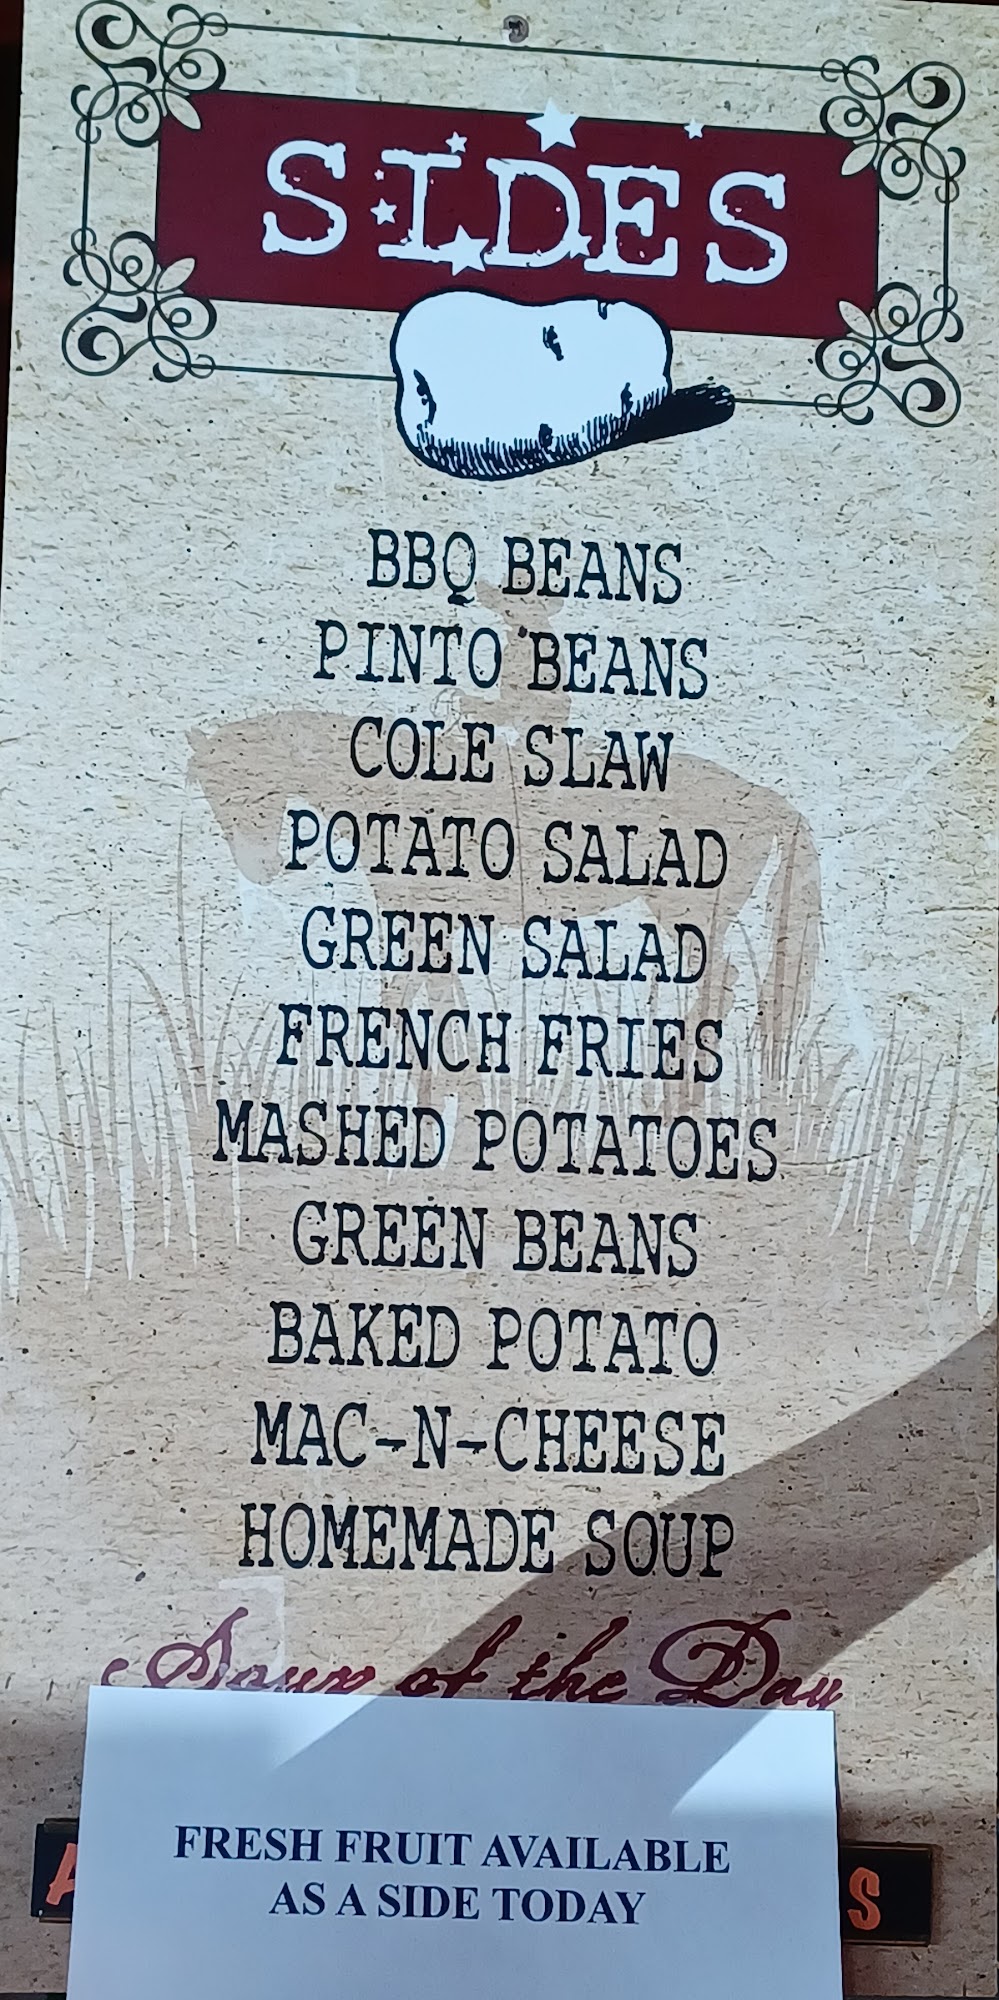 SIDES
BBQ BEANS
PINTO BEANS
COLE SLAW
POTATO SALAD
GREEN SALAD
FRENCH FRIES
MASHED POTATOES
GREEN BEANS
BAKED POTATO
MAC-N-CHEESE
HOMEMADE SOUP
Soup of the Day
FRESH FRUIT AVAILABLE
AS A SIDE TODAY